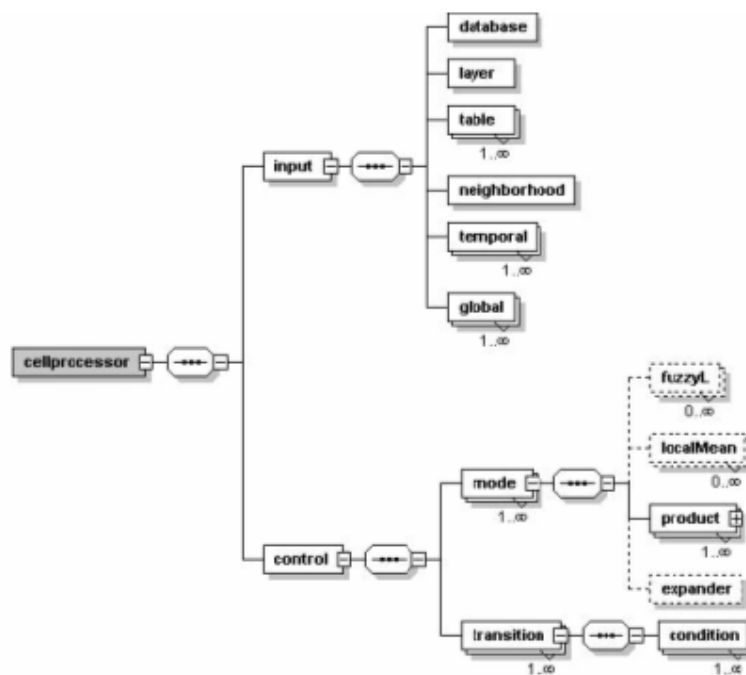 database
layer
table
1..∞
input
neighborhood
temporal
1..∞
global
1..∞
cellprocessor
fuzzyL
0..∞
localMean
0..∞
mode
1..∞
product
1..∞
control
expander
transition
1..∞
condition
1..∞